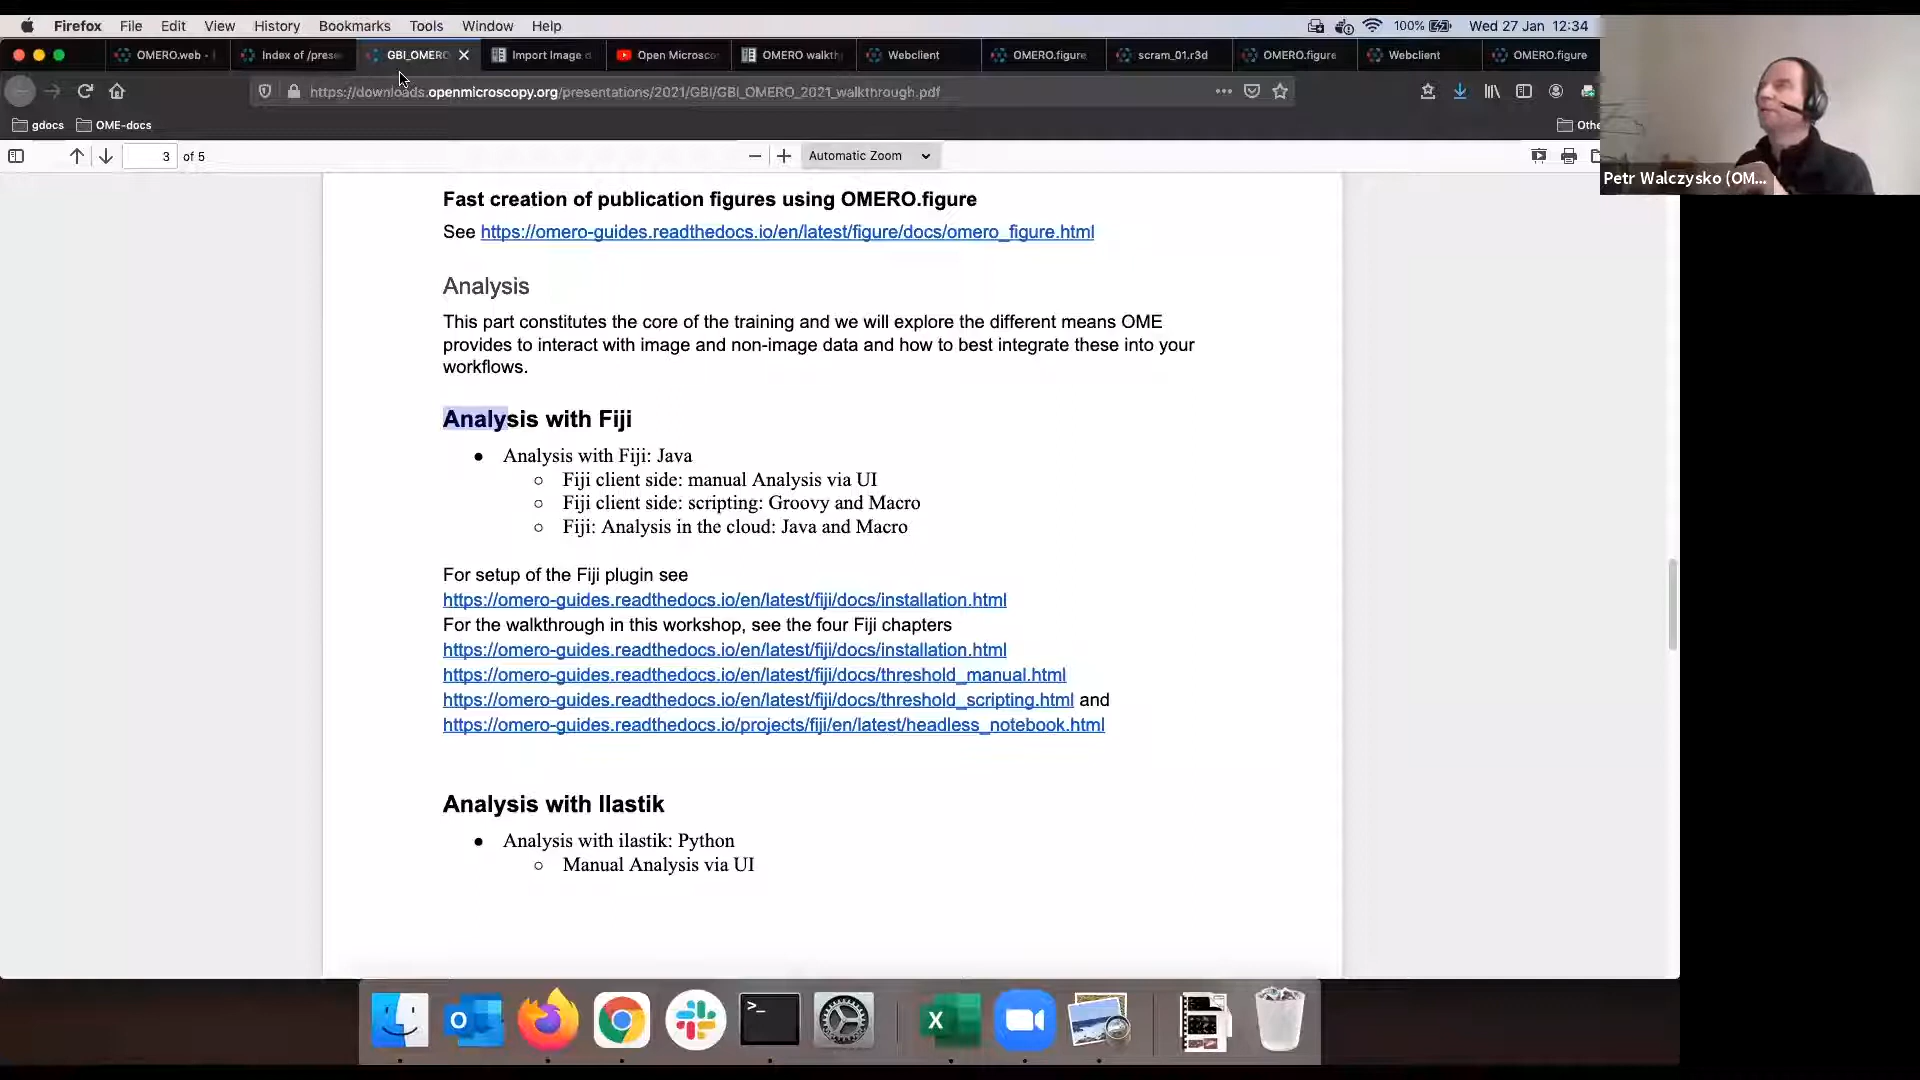 Firefox File Edit View History Bookmarks Tools Window Help 100% Wed 27 Jan 12:34
OMERO.web - Index of /prese GBI_OMERO Import Image d Open Microsco OMERO walkth Webclient OMERO.figure scram_01.r3d OMERO.figure Webclient OMERO.figure
https://downloads.openmicroscopy.org/presentations/2021/GBI/GBI_OMERO_2021_walkthrough.pdf
gdocs OME-docs Othe
3 of 5 Automatic Zoom
Petr Walczysko (OM...
Fast creation of publication figures using OMERO.figure
See https://omero-guides.readthedocs.io/en/latest/figure/docs/omero_figure.html
Analysis
This part constitutes the core of the training and we will explore the different means OME
provides to interact with image and non-image data and how to best integrate these into your
workflows.
Analysis with Fiji
● Analysis with Fiji: Java
○ Fiji client side: manual Analysis via UI
○ Fiji client side: scripting: Groovy and Macro
○ Fiji: Analysis in the cloud: Java and Macro
For setup of the Fiji plugin see
https://omero-guides.readthedocs.io/en/latest/fiji/docs/installation.html
For the walkthrough in this workshop, see the four Fiji chapters
https://omero-guides.readthedocs.io/en/latest/fiji/docs/installation.html
https://omero-guides.readthedocs.io/en/latest/fiji/docs/threshold_manual.html
https://omero-guides.readthedocs.io/en/latest/fiji/docs/threshold_scripting.html and
https://omero-guides.readthedocs.io/projects/fiji/en/latest/headless_notebook.html
Analysis with Ilastik
● Analysis with ilastik: Python
○ Manual Analysis via UI